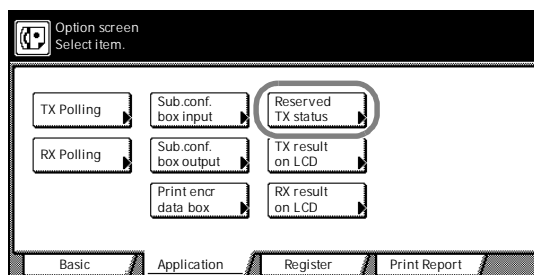 Option screen
Select item.
TX Polling
Sub.conf.
box input
Reserved
TX status
RX Polling
Sub.conf.
box output
TX result
on LCD
Print encr
data box
RX result
on LCD
Basic
Application
Register
Print Report